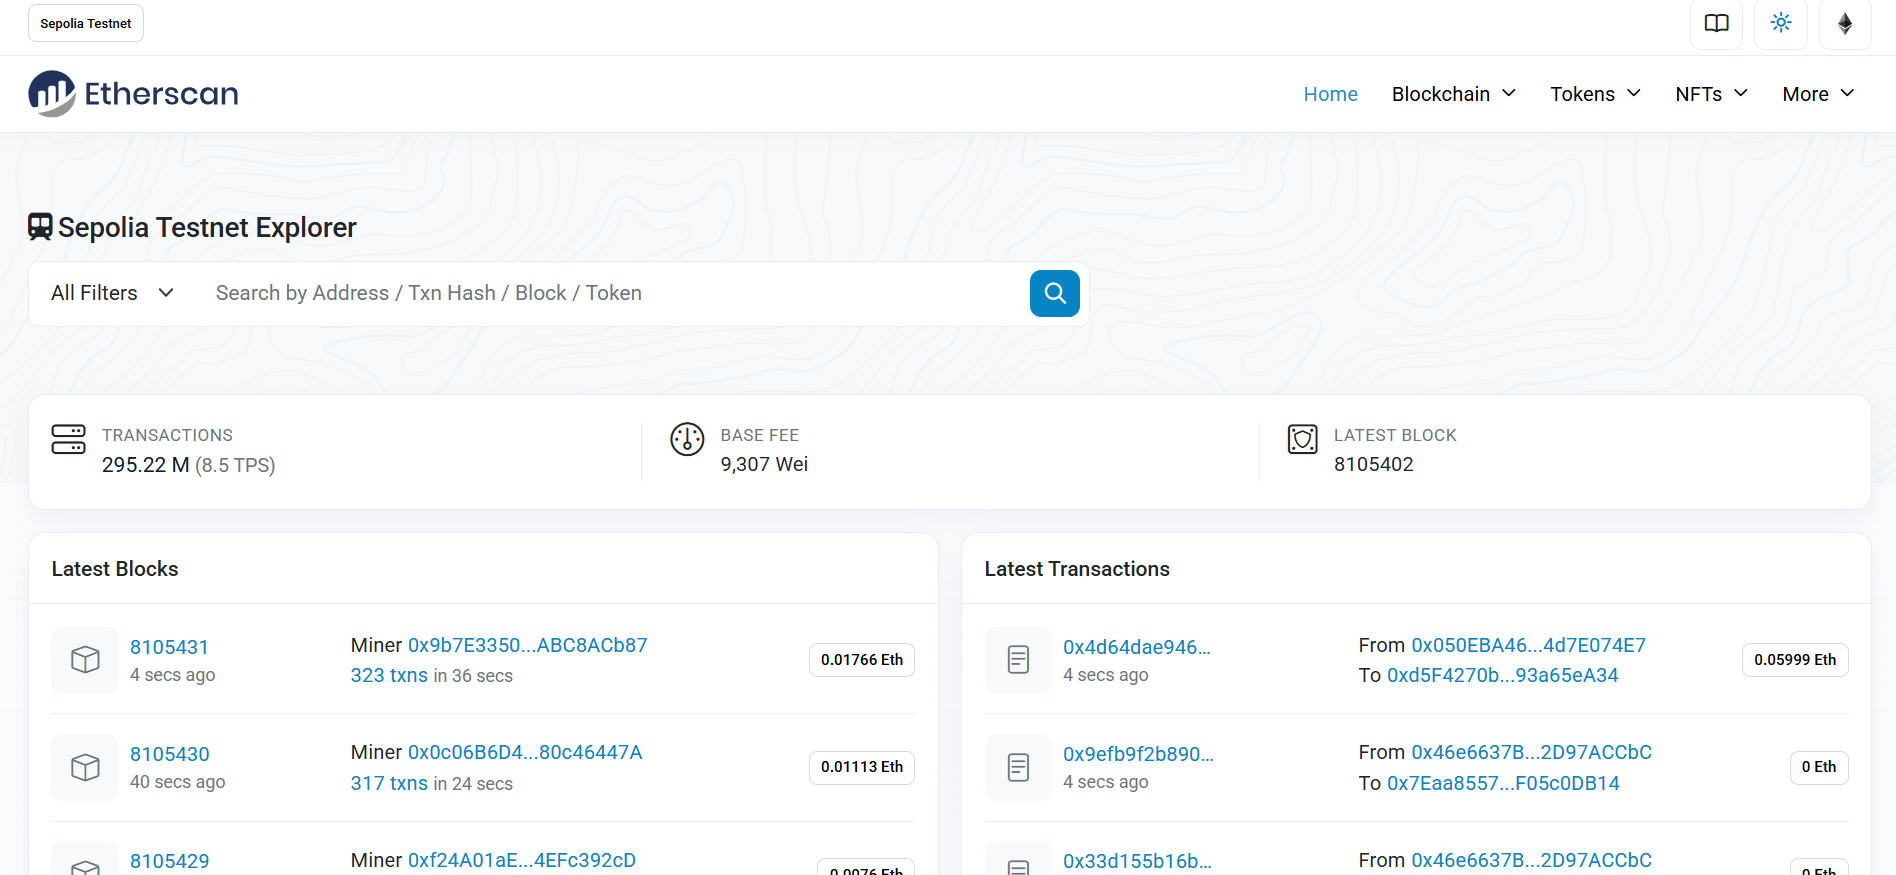 Sepolia Testnet
Etherscan
Home Blockchain Tokens NFTs More
Sepolia Testnet Explorer
All Filters Search by Address / Txn Hash / Block / Token
TRANSACTIONS
295.22 M (8.5 TPS)
BASE FEE
9,307 Wei
LATEST BLOCK
8105402
Latest Blocks
8105431
4 secs ago
Miner 0x9b7E3350...ABC8ACb87
323 txns in 36 secs
0.01766 Eth
8105430
40 secs ago
Miner 0x0c06B6D4...80c46447A
317 txns in 24 secs
0.01113 Eth
8105429
Miner 0xf24A01aE...4EFc392cD
0.0076 Eth
Latest Transactions
0x4d64dae946...
4 secs ago
From 0x050EBA46...4d7E074E7
To 0xd5F4270b...93a65eA34
0.05999 Eth
0x9efb9f2b890...
4 secs ago
From 0x46e6637B...2D97ACCbC
To 0x7Eaa8557...F05c0DB14
0 Eth
0x33d155b16b...
From 0x46e6637B...2D97ACCbC
0 Eth